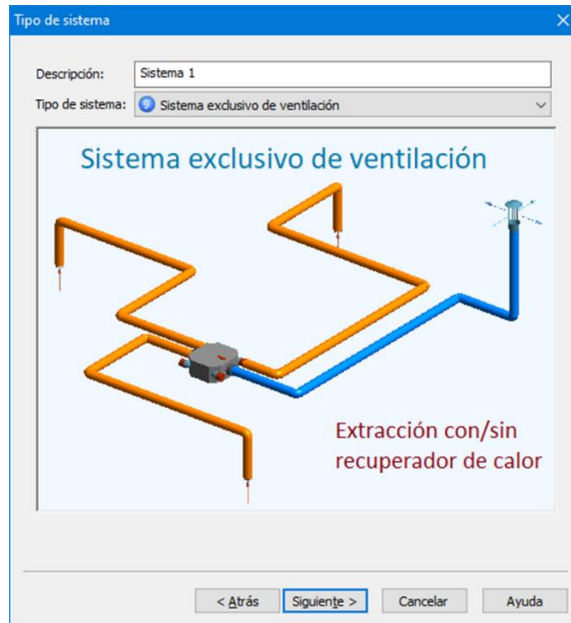 Tipo de sistema
Descripción: Sistema 1
Tipo de sistema: 9 Sistema exclusivo de ventilación
Sistema exclusivo de ventilación
Extracción con/sin
recuperador de calor
< Atrás Siguiente > Cancelar Ayuda